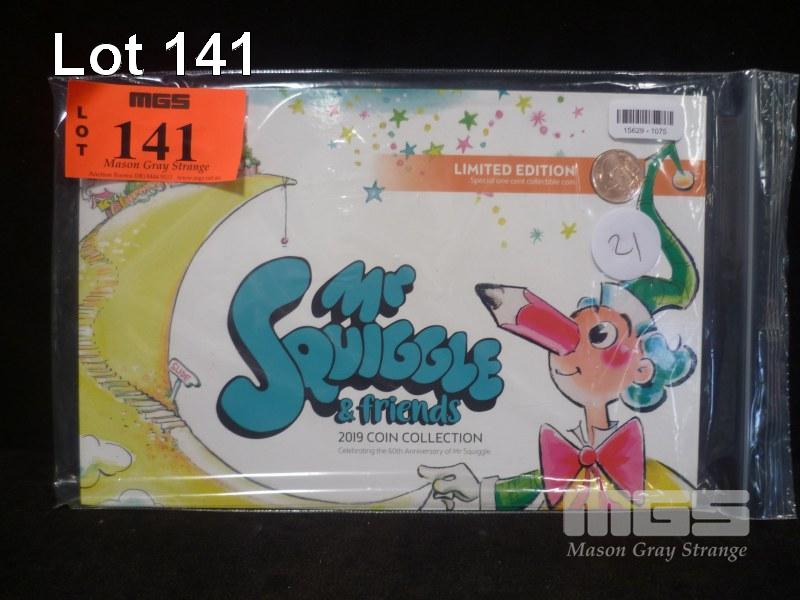 Lot 141
MGS
LOT
141
Mason Gray Strange
15629 - 1075
LIMITED EDITION
Special one cent collectible coin
21
SLIME
Mr
SQUIGGLE
& friends
2019 COIN COLLECTION
Celebrating the 60th Anniversary of Mr Squiggle
MGS
Mason Gray Strange